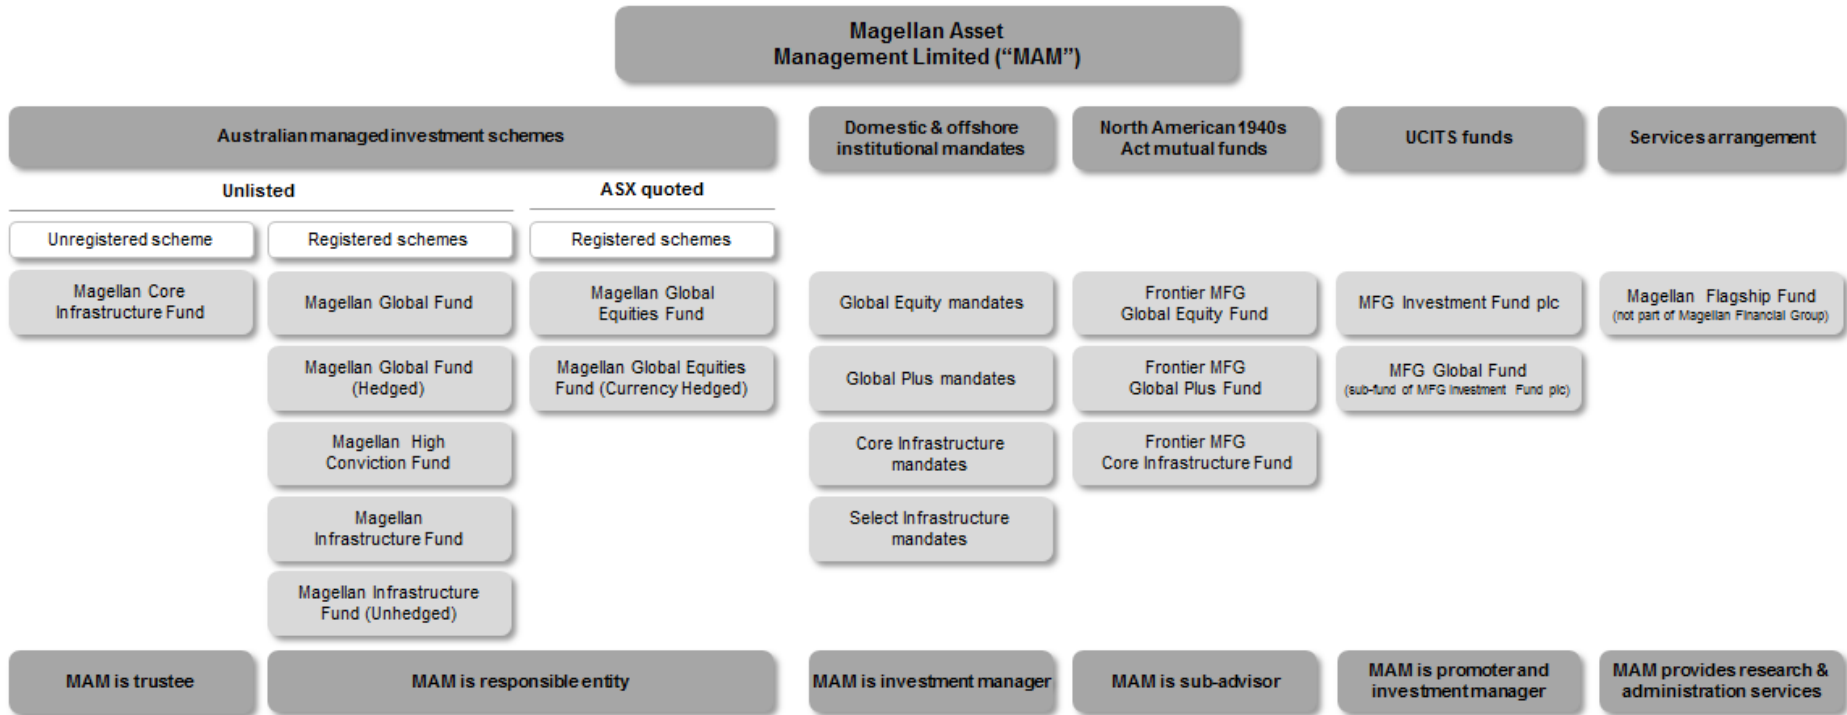 Magellan Asset
Management Limited (“MAM”)
Australian managed investment schemes
Domestic & offshore
institutional mandates
North American 1940s
Act mutual funds
UCITS funds
Services arrangement
Unlisted
ASX quoted
Unregistered scheme
Registered schemes
Registered schemes
Magellan Core
Infrastructure Fund
Magellan Global Fund
Magellan Global
Equities Fund
Global Equity mandates
Frontier MFG
Global Equity Fund
MFG Investment Fund plc
Magellan Flagship Fund
(not part of Magellan Financial Group)
Magellan Global Fund
(Hedged)
Magellan Global Equities
Fund (Currency Hedged)
Global Plus mandates
Frontier MFG
Global Plus Fund
MFG Global Fund
(sub-fund of MFG Investment Fund plc)
Magellan High
Conviction Fund
Core Infrastructure
mandates
Frontier MFG
Core Infrastructure Fund
Magellan
Infrastructure Fund
Select Infrastructure
mandates
Magellan Infrastructure
Fund (Unhedged)
MAM is trustee
MAM is responsible entity
MAM is investment manager
MAM is sub-advisor
MAM is promoter and
investment manager
MAM provides research &
administration services